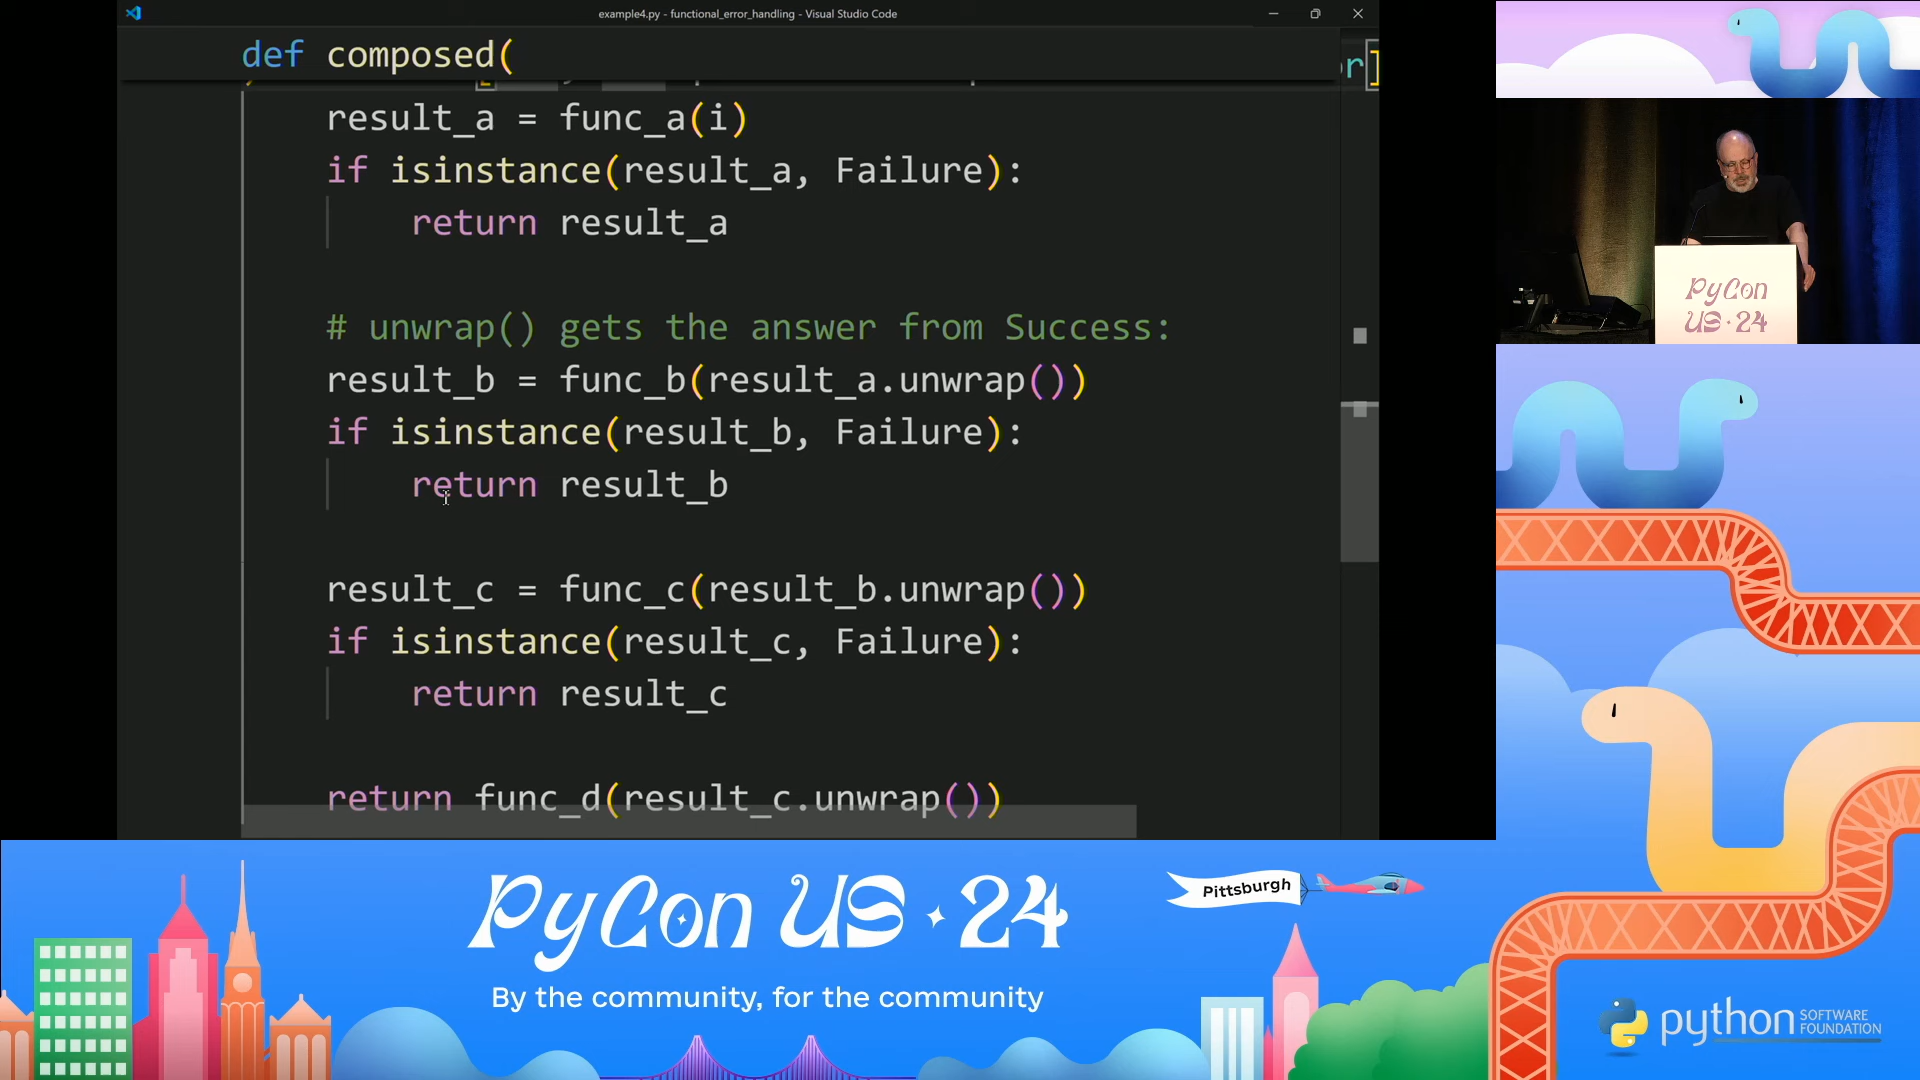 example4.py - functional_error_handling - Visual Studio Code
def composed(
r]
result_a = func_a(i)
if isinstance(result_a, Failure):
return result_a
# unwrap() gets the answer from Success:
result_b = func_b(result_a.unwrap())
if isinstance(result_b, Failure):
return result_b
result_c = func_c(result_b.unwrap())
if isinstance(result_c, Failure):
return result_c
return func_d(result_c.unwrap())
PyCon
US·24
PyCon US·24
By the community, for the community
Pittsburgh
python
SOFTWARE
FOUNDATION